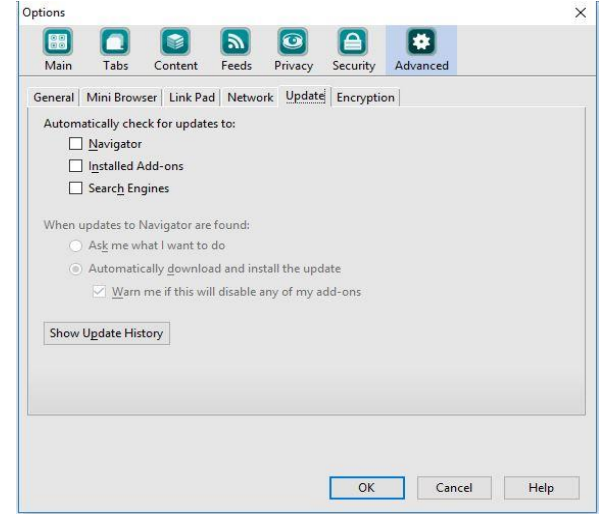 Options
Main Tabs Content Feeds Privacy Security Advanced
General Mini Browser Link Pad Network Update Encryption
Automatically check for updates to:
Navigator
Installed Add-ons
Search Engines
When updates to Navigator are found:
Ask me what I want to do
Automatically download and install the update
Warn me if this will disable any of my add-ons
Show Update History
OK Cancel Help